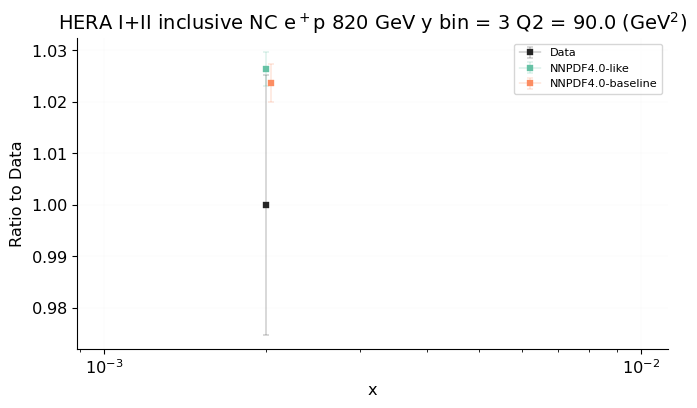 HERA I+II inclusive NC e⁺p 820 GeV y bin = 3 Q2 = 90.0 (GeV²)
Data
NNPDF4.0-like
NNPDF4.0-baseline
Ratio to Data
1.03
1.02
1.01
1.00
0.99
0.98
10⁻³
10⁻²
x